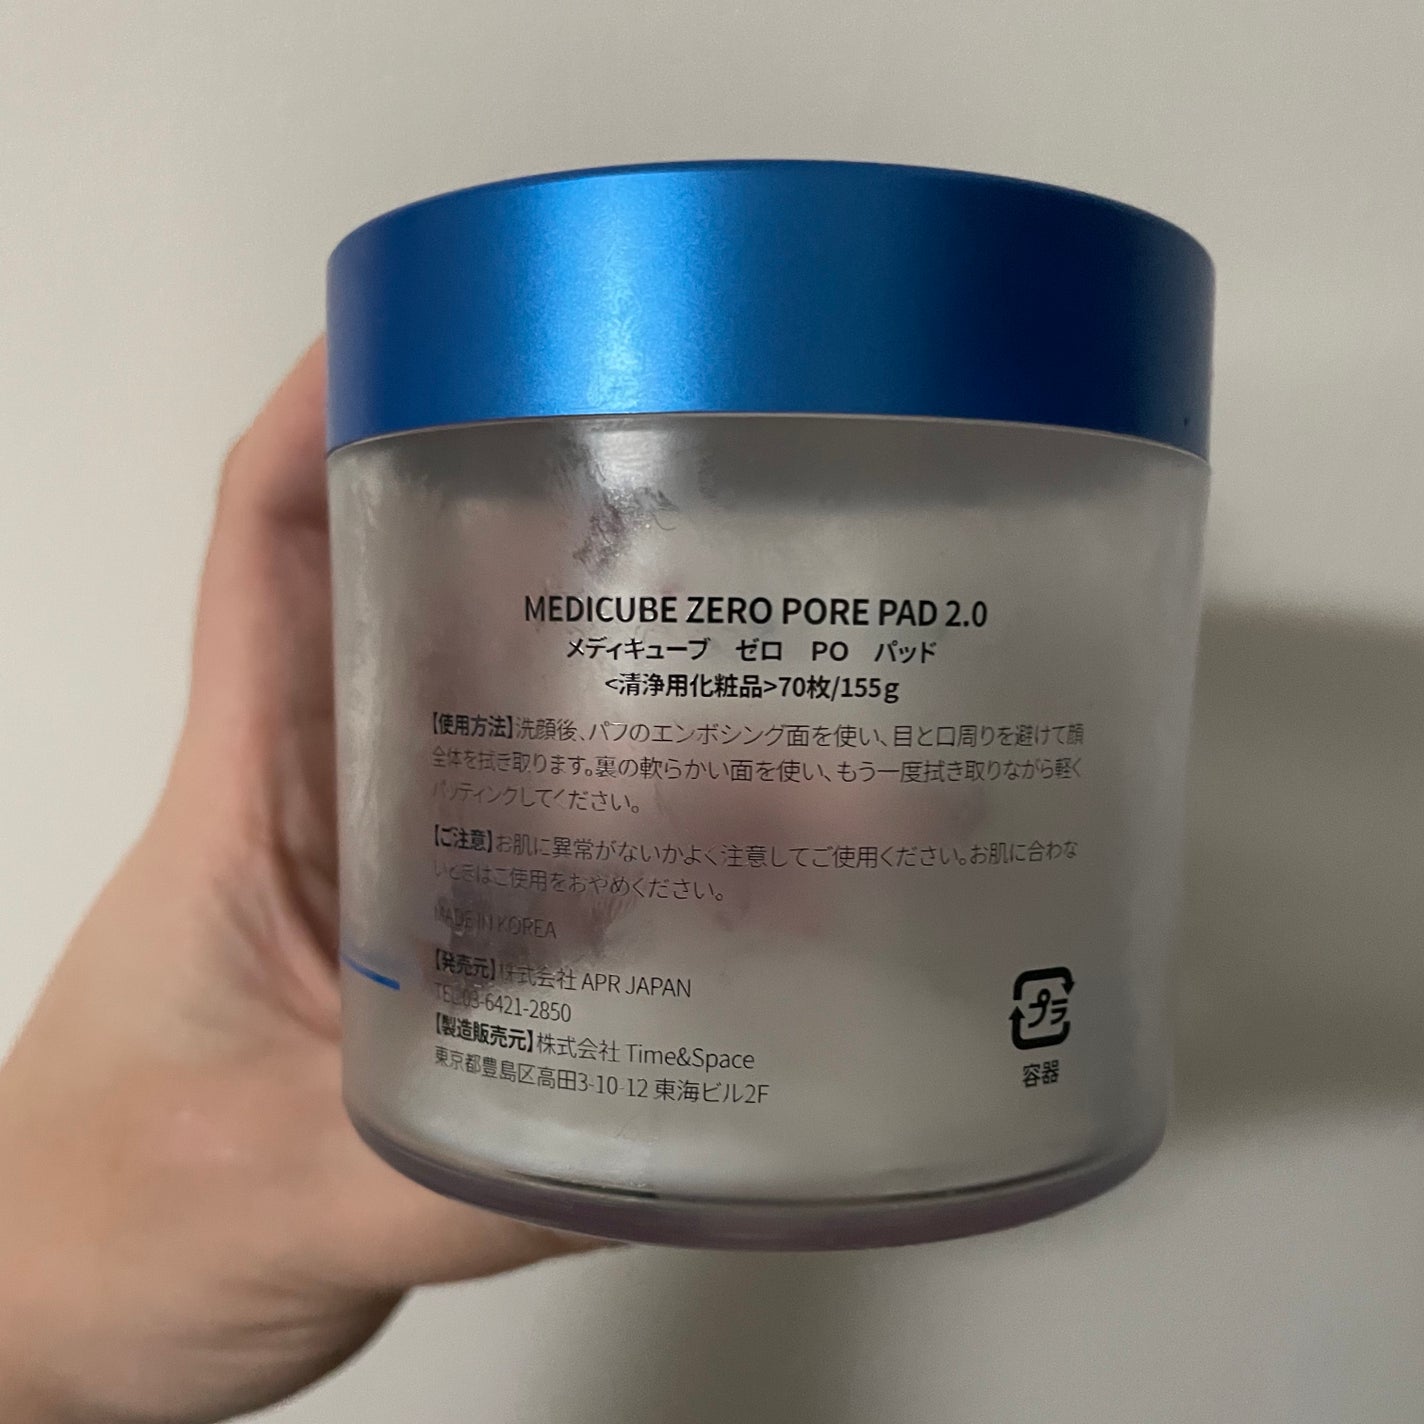 MEDICUBE ZERO PORE PAD 2.0
メディキューブ ゼロ PO パッド
<清浄用化粧品>70枚/155g
【使用方法】洗顔後、パフのエンボシング面を使い、目と口周りを避けて顔
全体を拭き取ります。裏の軟らかい面を使い、もう一度拭き取りながら軽く
パッティングしてください。
【ご注意】お肌に異常がないかよく注意してご使用ください。お肌に合わな
いときはご使用をおやめください。
MADE IN KOREA
【発売元】株式会社 APR JAPAN
TEL:03-6421-2850
【製造販売元】株式会社 Time&Space
東京都豊島区高田3-10-12 東海ビル2F
プラ
容器